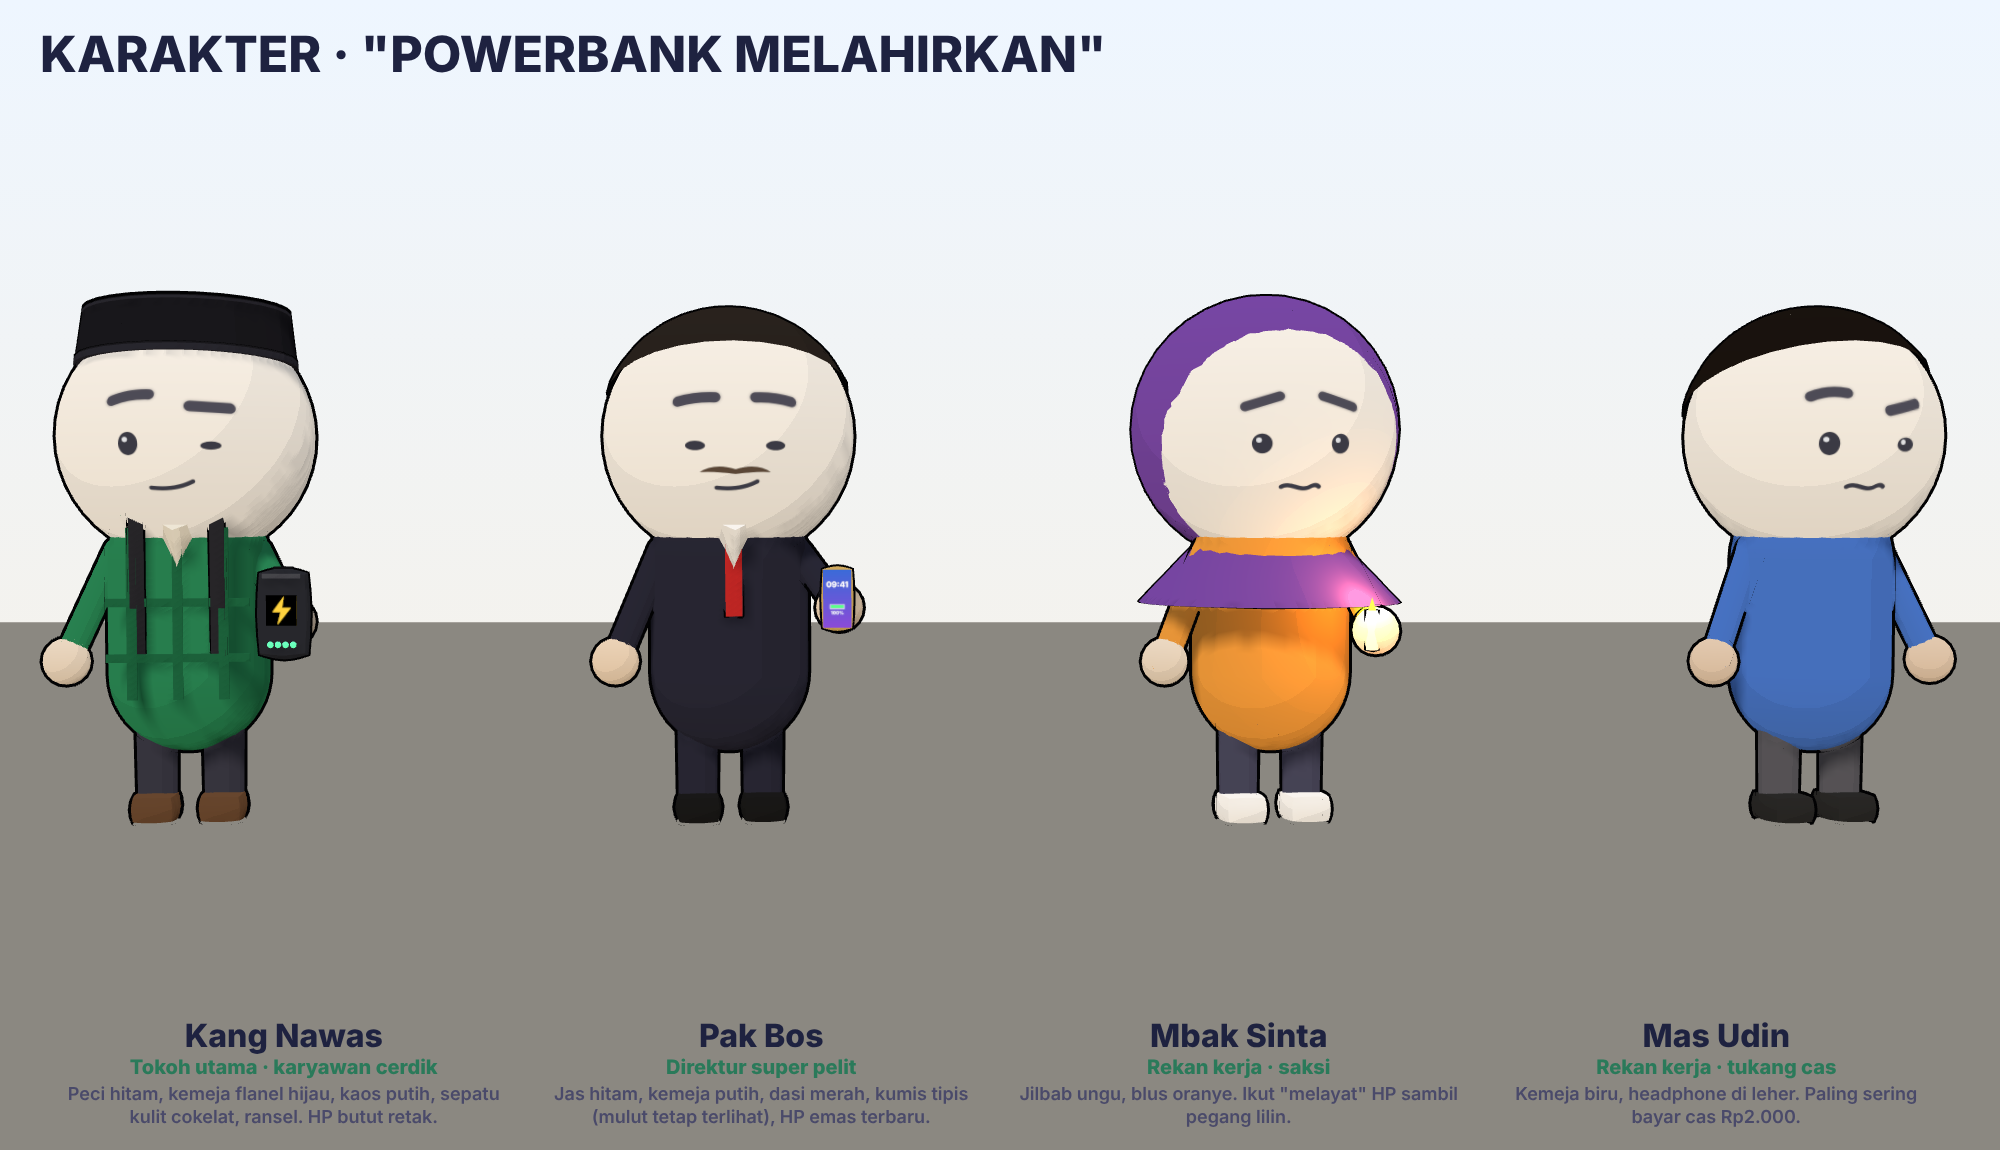 KARAKTER · "POWERBANK MELAHIRKAN"
09:41
100%
Kang Nawas
Tokoh utama · karyawan cerdik
Peci hitam, kemeja flanel hijau, kaos putih, sepatu
kulit cokelat, ransel. HP butut retak.
Pak Bos
Direktur super pelit
Jas hitam, kemeja putih, dasi merah, kumis tipis
(mulut tetap terlihat), HP emas terbaru.
Mbak Sinta
Rekan kerja · saksi
Jilbab ungu, blus oranye. Ikut "melayat" HP sambil
pegang lilin.
Mas Udin
Rekan kerja · tukang cas
Kemeja biru, headphone di leher. Paling sering
bayar cas Rp2.000.